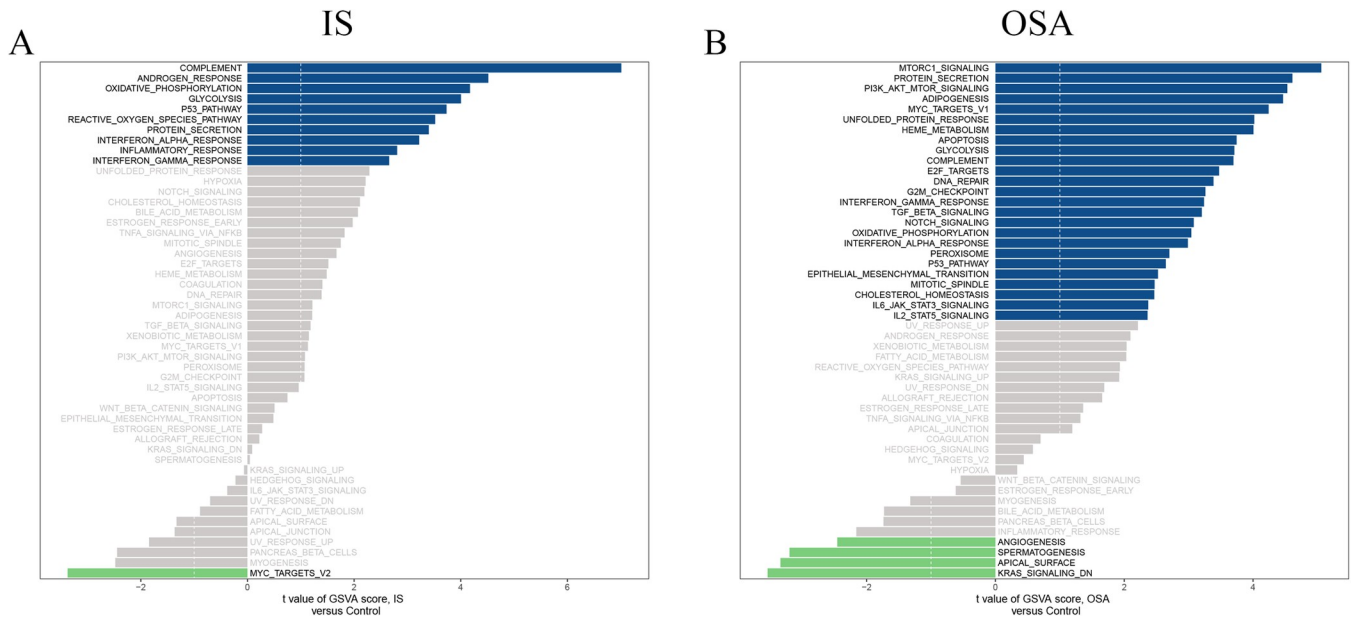 IS
A
COMPLEMENT
ANDROGEN_RESPONSE
OXIDATIVE_PHOSPHORYLATION
GLYCOLYSIS
P53_PATHWAY
REACTIVE_OXYGEN_SPECIES_PATHWAY
PROTEIN_SECRETION
INTERFERON_ALPHA_RESPONSE
INFLAMMATORY_RESPONSE
INTERFERON_GAMMA_RESPONSE
UNFOLDED_PROTEIN_RESPONSE
HYPOXIA
NOTCH_SIGNALING
CHOLESTEROL_HOMEOSTASIS
BILE_ACID_METABOLISM
ESTROGEN_RESPONSE_EARLY
TNFA_SIGNALING_VIA_NFKB
MITOTIC_SPINDLE
ANGIOGENESIS
E2F_TARGETS
HEME_METABOLISM
COAGULATION
DNA_REPAIR
MTORC1_SIGNALING
ADIPOGENESIS
TGF_BETA_SIGNALING
XENOBIOTIC_METABOLISM
MYC_TARGETS_V1
PI3K_AKT_MTOR_SIGNALING
PEROXISOME
G2M_CHECKPOINT
IL2_STAT5_SIGNALING
APOPTOSIS
WNT_BETA_CATENIN_SIGNALING
EPITHELIAL_MESENCHYMAL_TRANSITION
ESTROGEN_RESPONSE_LATE
ALLOGRAFT_REJECTION
KRAS_SIGNALING_DN
SPERMATOGENESIS
KRAS_SIGNALING_UP
HEDGEHOG_SIGNALING
IL6_JAK_STAT3_SIGNALING
UV_RESPONSE_DN
FATTY_ACID_METABOLISM
APICAL_SURFACE
APICAL_JUNCTION
UV_RESPONSE_UP
PANCREAS_BETA_CELLS
MYOGENESIS
MYC_TARGETS_V2
−2 0 2 4 6
t value of GSVA score, IS
versus Control
OSA
B
MTORC1_SIGNALING
PROTEIN_SECRETION
PI3K_AKT_MTOR_SIGNALING
ADIPOGENESIS
MYC_TARGETS_V1
UNFOLDED_PROTEIN_RESPONSE
HEME_METABOLISM
APOPTOSIS
GLYCOLYSIS
COMPLEMENT
E2F_TARGETS
DNA_REPAIR
G2M_CHECKPOINT
INTERFERON_GAMMA_RESPONSE
TGF_BETA_SIGNALING
NOTCH_SIGNALING
OXIDATIVE_PHOSPHORYLATION
INTERFERON_ALPHA_RESPONSE
PEROXISOME
P53_PATHWAY
EPITHELIAL_MESENCHYMAL_TRANSITION
MITOTIC_SPINDLE
CHOLESTEROL_HOMEOSTASIS
IL6_JAK_STAT3_SIGNALING
IL2_STAT5_SIGNALING
UV_RESPONSE_UP
ANDROGEN_RESPONSE
XENOBIOTIC_METABOLISM
FATTY_ACID_METABOLISM
REACTIVE_OXYGEN_SPECIES_PATHWAY
KRAS_SIGNALING_UP
UV_RESPONSE_DN
ALLOGRAFT_REJECTION
ESTROGEN_RESPONSE_LATE
TNFA_SIGNALING_VIA_NFKB
APICAL_JUNCTION
COAGULATION
HEDGEHOG_SIGNALING
MYC_TARGETS_V2
HYPOXIA
WNT_BETA_CATENIN_SIGNALING
ESTROGEN_RESPONSE_EARLY
MYOGENESIS
BILE_ACID_METABOLISM
PANCREAS_BETA_CELLS
INFLAMMATORY_RESPONSE
ANGIOGENESIS
SPERMATOGENESIS
APICAL_SURFACE
KRAS_SIGNALING_DN
−2 0 2 4
t value of GSVA score, OSA
versus Control